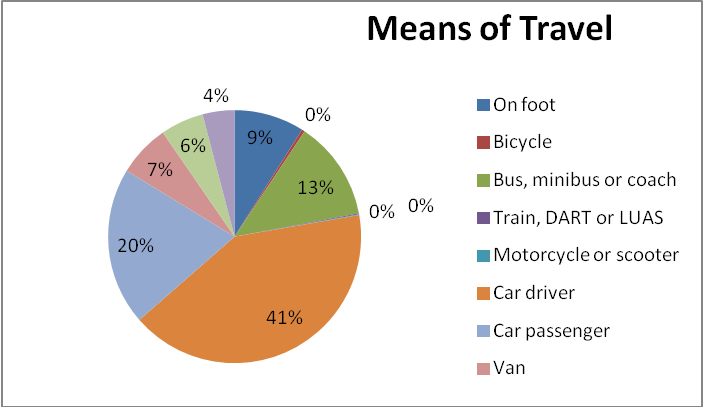 Means of Travel
4%
0%
9%
6%
7%
13%
0%
0%
20%
41%
On foot
Bicycle
Bus, minibus or coach
Train, DART or LUAS
Motorcycle or scooter
Car driver
Car passenger
Van